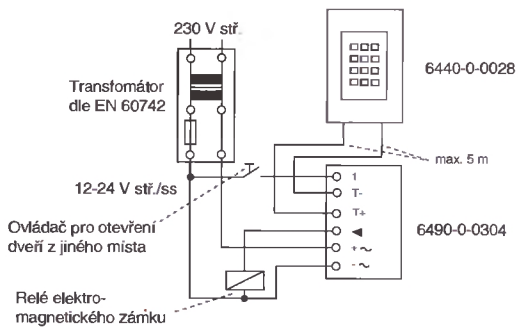 230 V stř.
Transfomátor
dle EN 60742
6440-0-0028
max. 5 m
12-24 V stř./ss
1
T-
T+
+ ~
- ~
6490-0-0304
Ovládač pro otevření
dveří z jiného místa
Relé elektro-
magnetického zámku